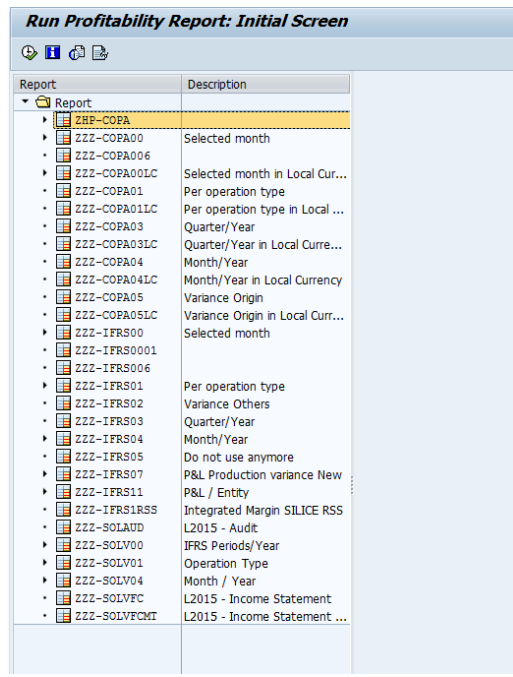 Run Profitability Report: Initial Screen
Report Description
Report
ZHP-COPA
ZZZ-COPA00 Selected month
ZZZ-COPA006
ZZZ-COPA00LC Selected month in Local Cur...
ZZZ-COPA01 Per operation type
ZZZ-COPA01LC Per operation type in Local ...
ZZZ-COPA03 Quarter/Year
ZZZ-COPA03LC Quarter/Year in Local Curre...
ZZZ-COPA04 Month/Year
ZZZ-COPA04LC Month/Year in Local Currency
ZZZ-COPA05 Variance Origin
ZZZ-COPA05LC Variance Origin in Local Curr...
ZZZ-IFRS00 Selected month
ZZZ-IFRS0001
ZZZ-IFRS006
ZZZ-IFRS01 Per operation type
ZZZ-IFRS02 Variance Others
ZZZ-IFRS03 Quarter/Year
ZZZ-IFRS04 Month/Year
ZZZ-IFRS05 Do not use anymore
ZZZ-IFRS07 P&L Production variance New
ZZZ-IFRS11 P&L / Entity
ZZZ-IFRS1RSS Integrated Margin SILICE RSS
ZZZ-SOLAUD L2015 - Audit
ZZZ-SOLV00 IFRS Periods/Year
ZZZ-SOLV01 Operation Type
ZZZ-SOLV04 Month / Year
ZZZ-SOLVFC L2015 - Income Statement
ZZZ-SOLVFCMT L2015 - Income Statement ...